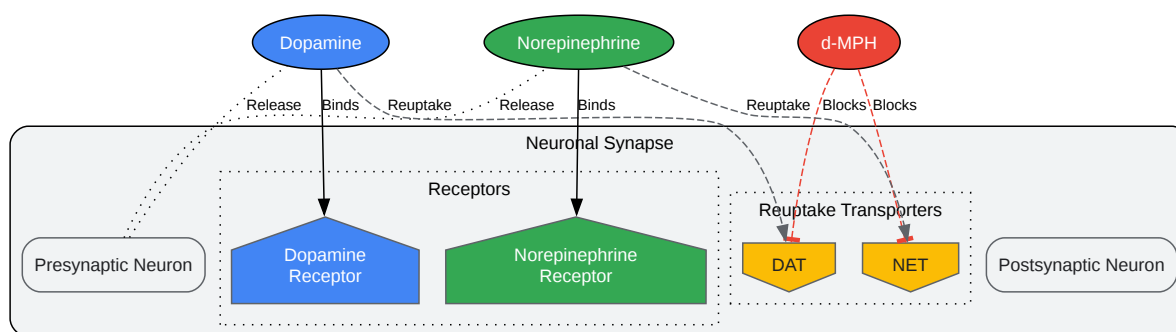 Dopamine
Norepinephrine
d-MPH
Release
Binds
Reuptake
Release
Binds
Reuptake
Blocks
Blocks
Neuronal Synapse
Receptors
Reuptake Transporters
Presynaptic Neuron
Dopamine
Receptor
Norepinephrine
Receptor
DAT
NET
Postsynaptic Neuron